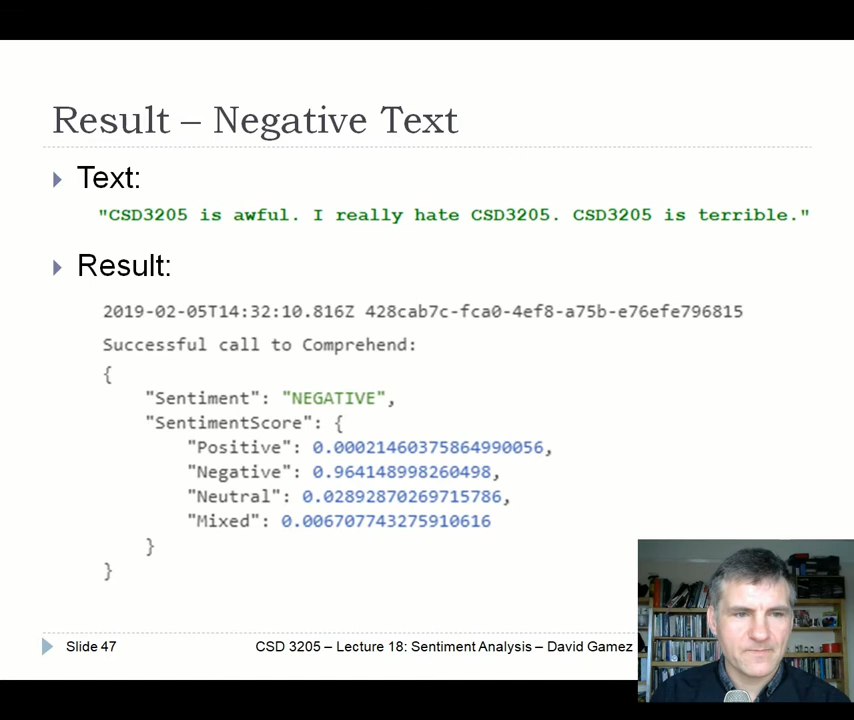 Result – Negative Text
Text:
"CSD3205 is awful. I really hate CSD3205. CSD3205 is terrible."
Result:
2019-02-05T14:32:10.816Z 428cab7c-fca0-4ef8-a75b-e76efe796815
Successful call to Comprehend:
{
"Sentiment": "NEGATIVE",
"SentimentScore": {
"Positive": 0.00021460375864990056,
"Negative": 0.964148998260498,
"Neutral": 0.02892870269715786,
"Mixed": 0.006707743275910616
}
}
Slide 47
CSD 3205 – Lecture 18: Sentiment Analysis – David Gamez